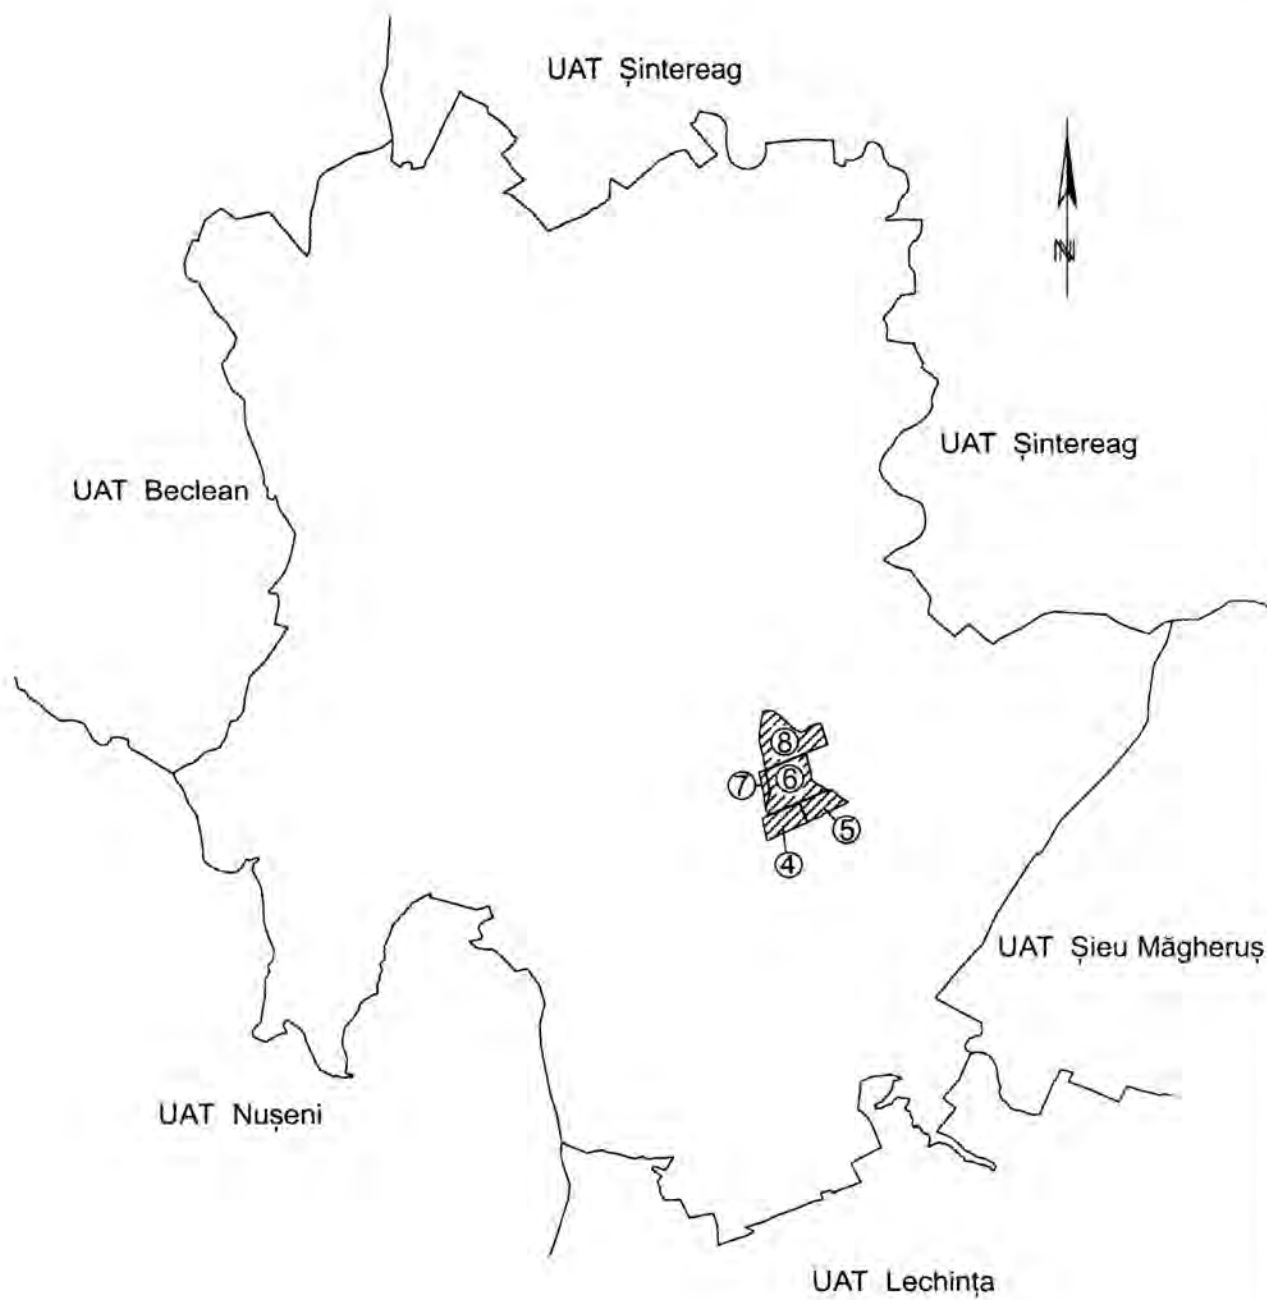 UAT Șintereag
N
UAT Șintereag
UAT Beclean
8
7
6
5
4
UAT Șieu Măgheruș
UAT Nușeni
UAT Lechința